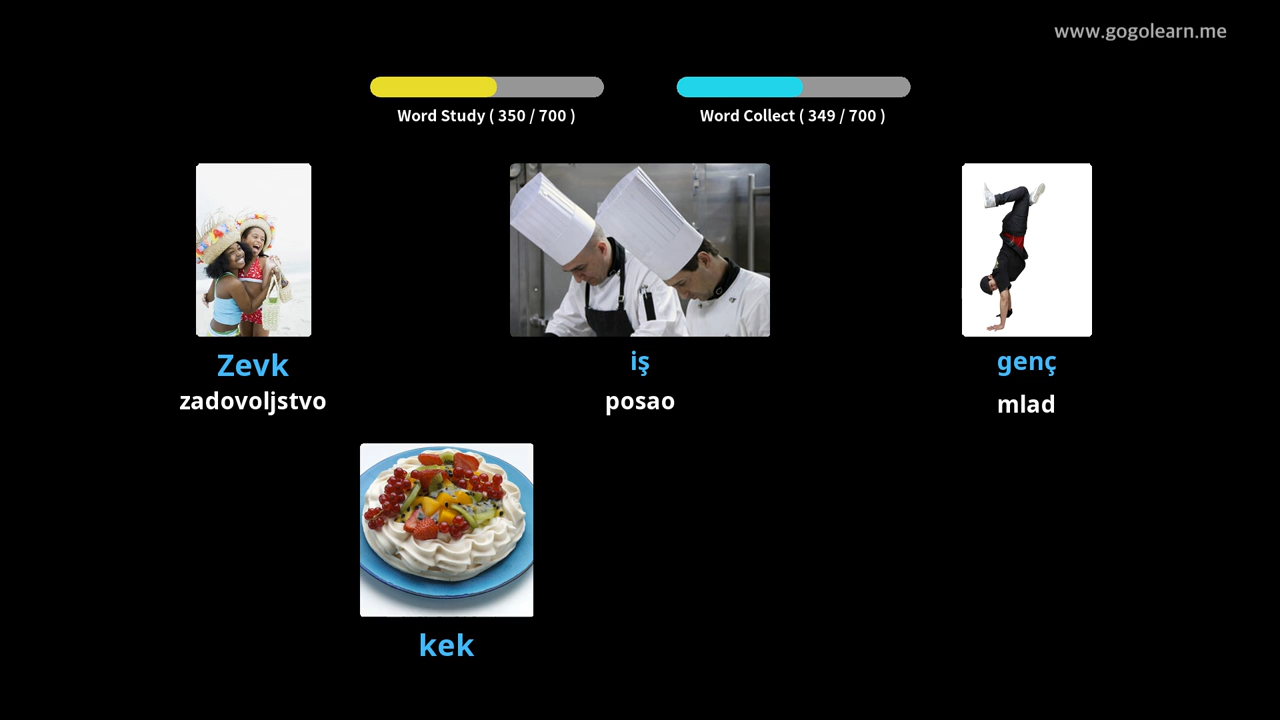 www.gogolearn.me
Word Study ( 350 / 700 )
Word Collect ( 349 / 700 )
Zevk
zadovoljstvo
iş
posao
genç
mlad
kek